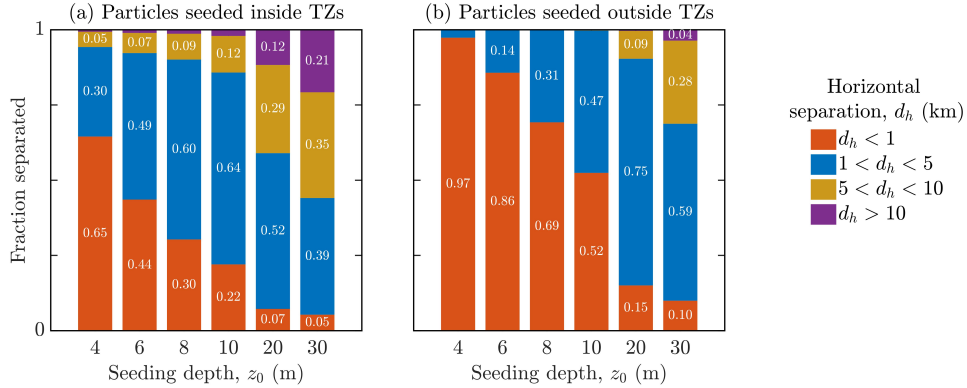 (a) Particles seeded inside TZs
(b) Particles seeded outside TZs
1
0
Fraction separated
0.05 0.07 0.09 0.12 0.12 0.21
0.30 0.49 0.60 0.64 0.29 0.35
0.65 0.44 0.30 0.22 0.52 0.39
0.07 0.05
4 6 8 10 20 30
Seeding depth, z₀ (m)
0.14 0.31 0.47 0.09 0.04
0.28
0.97 0.86 0.69 0.52 0.75 0.59
0.15 0.10
4 6 8 10 20 30
Seeding depth, z₀ (m)
Horizontal
separation, dₕ (km)
dₕ < 1
1 < dₕ < 5
5 < dₕ < 10
dₕ > 10